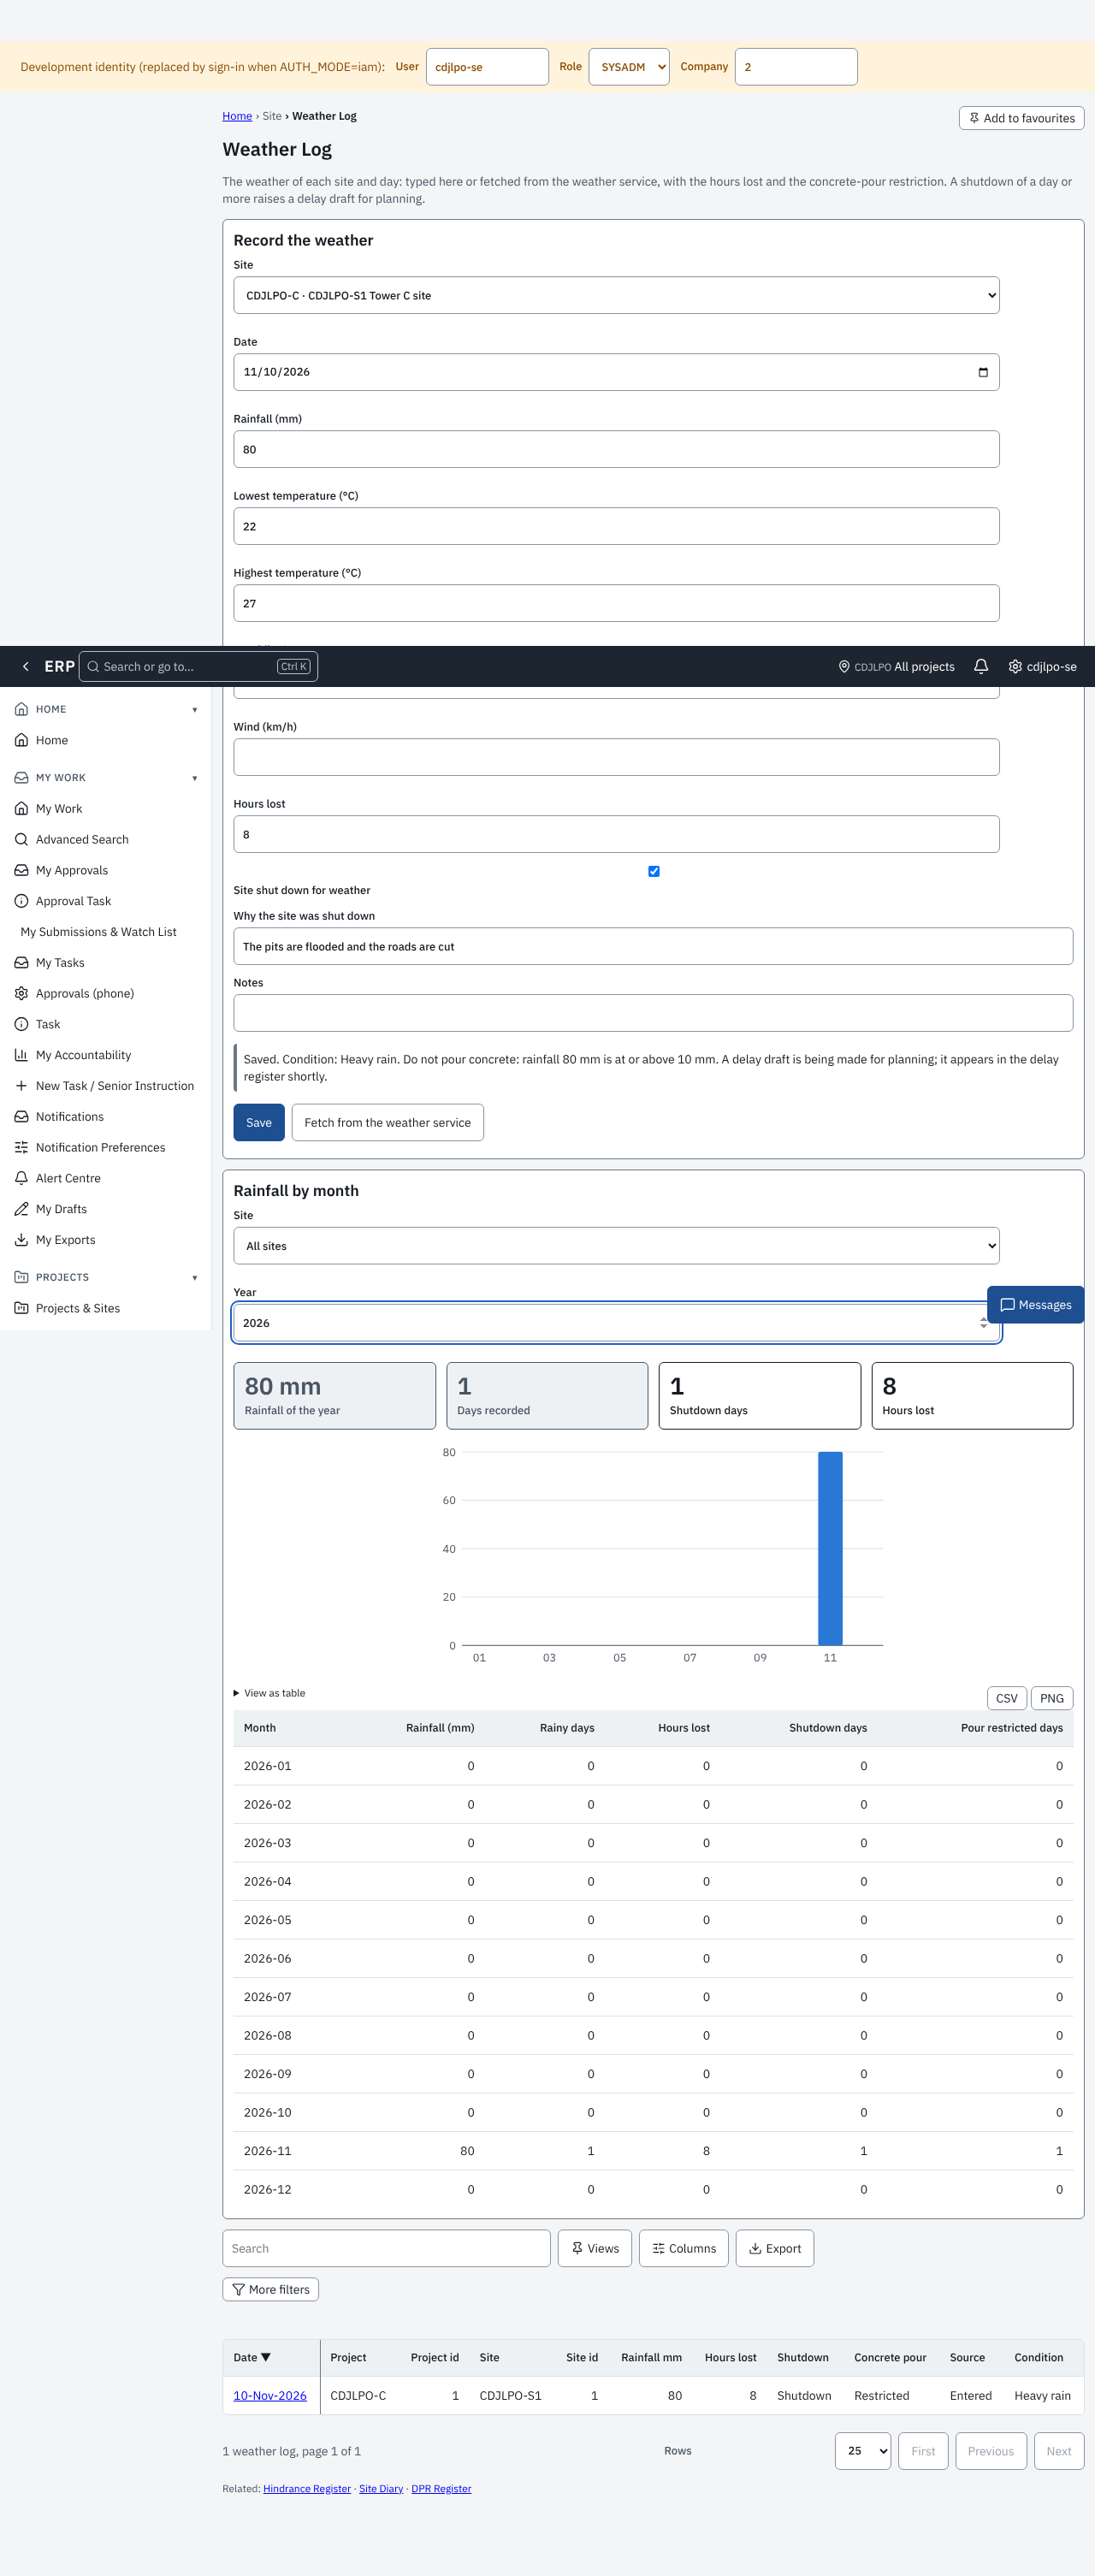 Development identity (replaced by sign-in when AUTH_MODE=iam): User cdjlpo-se Role SYSADM Company 2
Home › Site › Weather Log
Add to favourites
Weather Log
The weather of each site and day: typed here or fetched from the weather service, with the hours lost and the concrete-pour restriction. A shutdown of a day or
more raises a delay draft for planning.
Record the weather
Site
CDJLPO-C · CDJLPO-S1 Tower C site
Date
11/10/2026
Rainfall (mm)
80
Lowest temperature (°C)
22
Highest temperature (°C)
27
ERP Search or go to... Ctrl K CDJLPO All projects cdjlpo-se
HOME
Home
MY WORK
My Work
Advanced Search
My Approvals
Approval Task
My Submissions & Watch List
My Tasks
Approvals (phone)
Task
My Accountability
New Task / Senior Instruction
Notifications
Notification Preferences
Alert Centre
My Drafts
My Exports
PROJECTS
Projects & Sites
Wind (km/h)
Hours lost
8
Site shut down for weather
Why the site was shut down
The pits are flooded and the roads are cut
Notes
Saved. Condition: Heavy rain. Do not pour concrete: rainfall 80 mm is at or above 10 mm. A delay draft is being made for planning; it appears in the delay
register shortly.
Save Fetch from the weather service
Rainfall by month
Site
All sites
Year
2026
Messages
80 mm
Rainfall of the year
1
Days recorded
1
Shutdown days
8
Hours lost
80
60
40
20
0
01 03 05 07 09 11
View as table
CSV PNG
Month Rainfall (mm) Rainy days Hours lost Shutdown days Pour restricted days
2026-01 0 0 0 0 0
2026-02 0 0 0 0 0
2026-03 0 0 0 0 0
2026-04 0 0 0 0 0
2026-05 0 0 0 0 0
2026-06 0 0 0 0 0
2026-07 0 0 0 0 0
2026-08 0 0 0 0 0
2026-09 0 0 0 0 0
2026-10 0 0 0 0 0
2026-11 80 1 8 1 1
2026-12 0 0 0 0 0
Search Views Columns Export
More filters
Date ▼ Project Project id Site Site id Rainfall mm Hours lost Shutdown Concrete pour Source Condition
10-Nov-2026 CDJLPO-C 1 CDJLPO-S1 1 80 8 Shutdown Restricted Entered Heavy rain
1 weather log, page 1 of 1 Rows 25 First Previous Next
Related: Hindrance Register · Site Diary · DPR Register